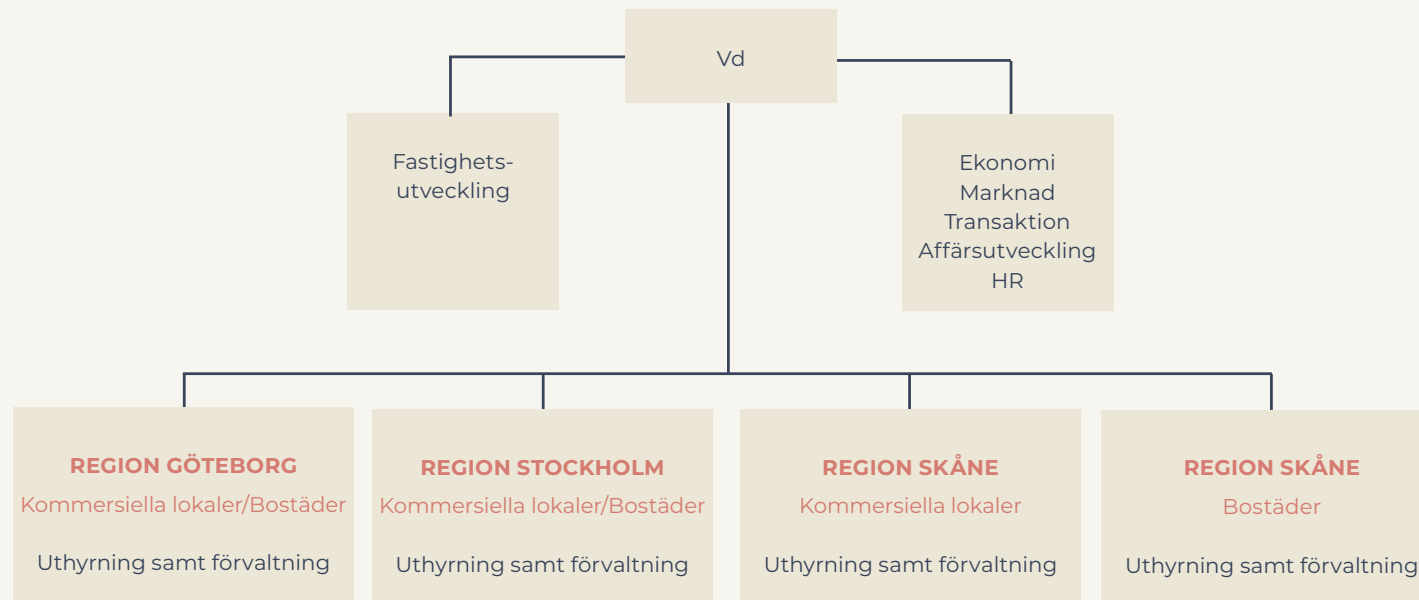 Vd
Fastighets-
utveckling
Ekonomi
Marknad
Transaktion
Affärsutveckling
HR
REGION GÖTEBORG
Kommersiella lokaler/Bostäder
Uthyrning samt förvaltning
REGION STOCKHOLM
Kommersiella lokaler/Bostäder
Uthyrning samt förvaltning
REGION SKÅNE
Kommersiella lokaler
Uthyrning samt förvaltning
REGION SKÅNE
Bostäder
Uthyrning samt förvaltning